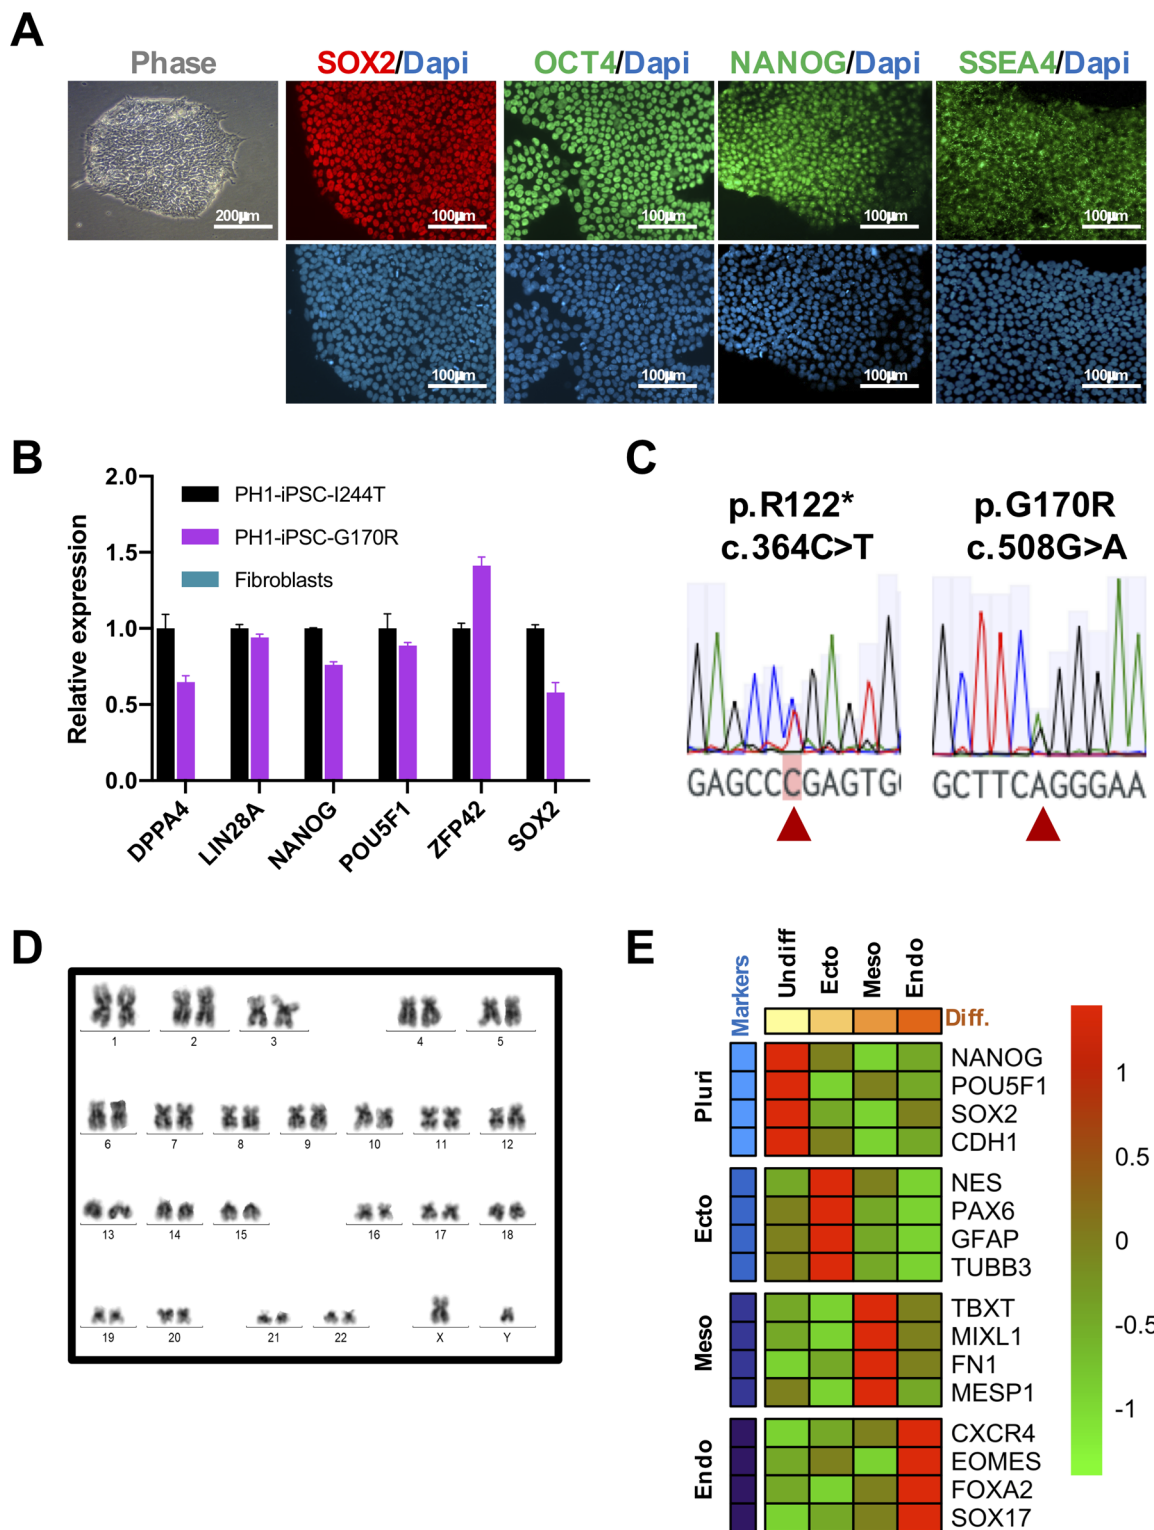 A
Phase
SOX2/Dapi
OCT4/Dapi
NANOG/Dapi
SSEA4/Dapi
200µm
100µm
100µm
100µm
100µm
100µm
100µm
100µm
100µm
B
2.0
1.5
1.0
0.5
0.0
Relative expression
PH1-iPSC-I244T
PH1-iPSC-G170R
Fibroblasts
DPPA4
LIN28A
NANOG
POU5F1
ZFP42
SOX2
C
p.R122*
c.364C>T
p.G170R
c.508G>A
GAGCCCGAGTG
GCTTCAGGGAA
D
1 2 3 4 5
6 7 8 9 10 11 12
13 14 15 16 17 18
19 20 21 22 X Y
E
Markers
Undiff
Ecto
Meso
Endo
Diff.
Pluri
NANOG
POU5F1
SOX2
CDH1
Ecto
NES
PAX6
GFAP
TUBB3
Meso
TBXT
MIXL1
FN1
MESP1
Endo
CXCR4
EOMES
FOXA2
SOX17
1
0.5
0
-0.5
-1